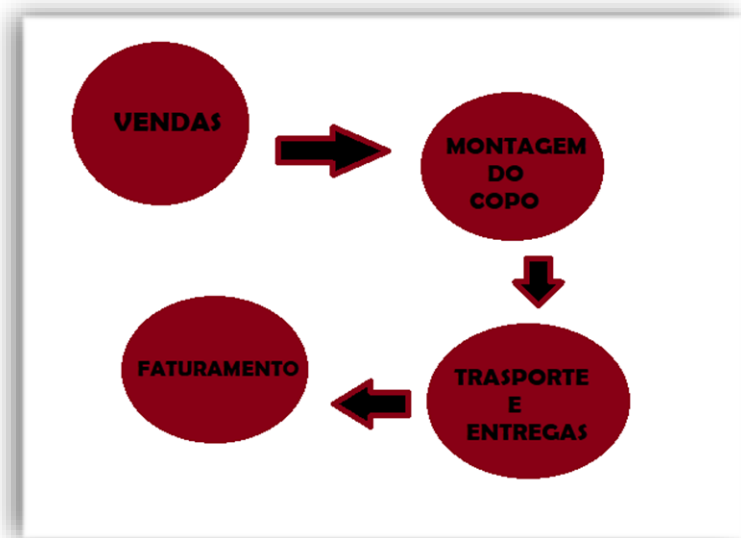 VENDAS
MONTAGEM
DO
COPO
TRASPORTE
E
ENTREGAS
FATURAMENTO